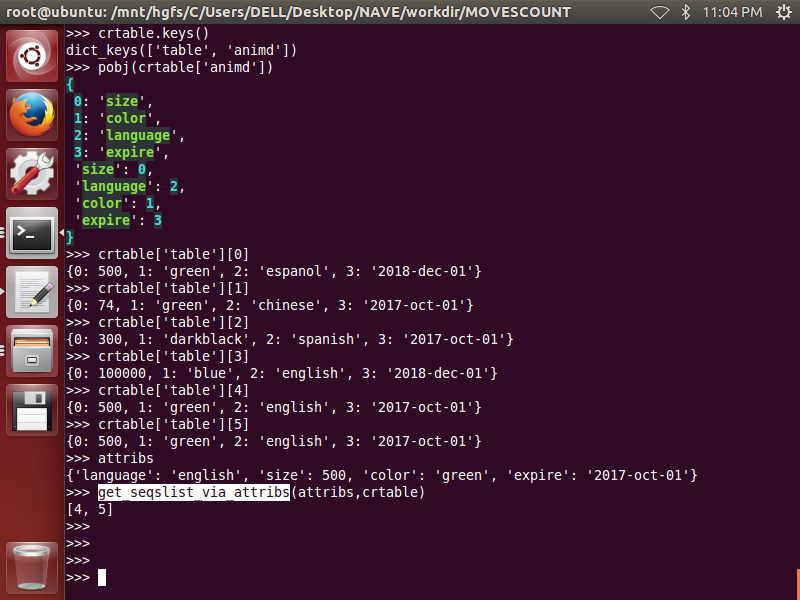 root@ubuntu: /mnt/hgfs/C/Users/DELL/Desktop/NAVE/workdir/MOVESCOUNT 11:04 PM
>>> crtable.keys()
dict_keys(['table', 'animd'])
>>> pobj(crtable['animd'])
{
0: 'size',
1: 'color',
2: 'language',
3: 'expire',
'size': 0,
'language': 2,
'color': 1,
'expire': 3
}
>>> crtable['table'][0]
{0: 500, 1: 'green', 2: 'espanol', 3: '2018-dec-01'}
>>> crtable['table'][1]
{0: 74, 1: 'green', 2: 'chinese', 3: '2017-oct-01'}
>>> crtable['table'][2]
{0: 300, 1: 'darkblack', 2: 'spanish', 3: '2017-oct-01'}
>>> crtable['table'][3]
{0: 100000, 1: 'blue', 2: 'english', 3: '2018-dec-01'}
>>> crtable['table'][4]
{0: 500, 1: 'green', 2: 'english', 3: '2017-oct-01'}
>>> crtable['table'][5]
{0: 500, 1: 'green', 2: 'english', 3: '2017-oct-01'}
>>> attribs
{'language': 'english', 'size': 500, 'color': 'green', 'expire': '2017-oct-01'}
>>> get_seqslist_via_attribs(attribs,crtable)
[4, 5]
>>>
>>>
>>>
>>>